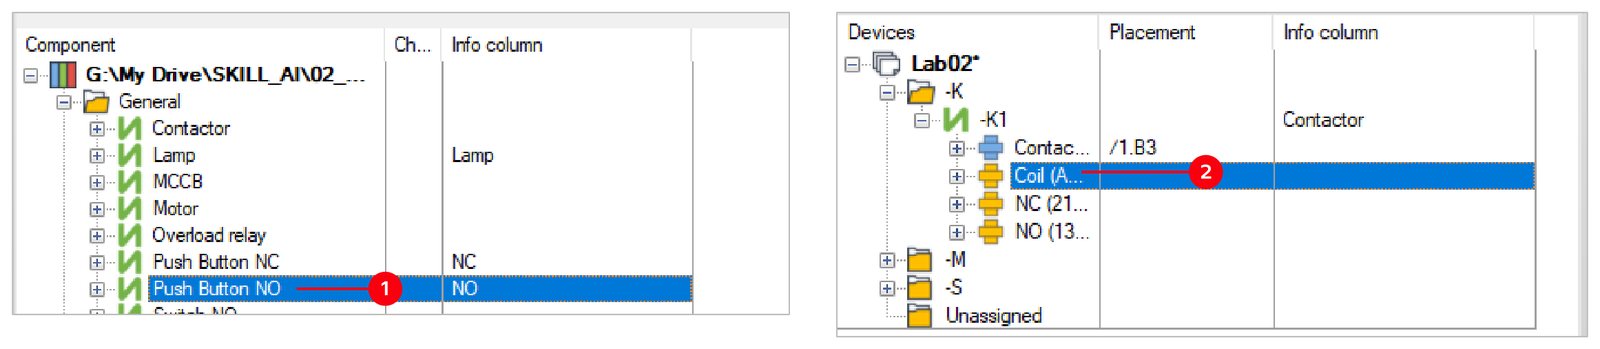 Component Ch... Info column
G:\My Drive\SKILL_AI\02_...
General
Contactor
Lamp Lamp
MCCB
Motor
Overload relay
Push Button NC NC
Push Button NO 1 NO
Switch NO
Devices Placement Info column
Lab02*
-K
-K1 Contactor
Contac... /1.B3
Coil (A... 2
NC (21...
NO (13...
-M
-S
Unassigned